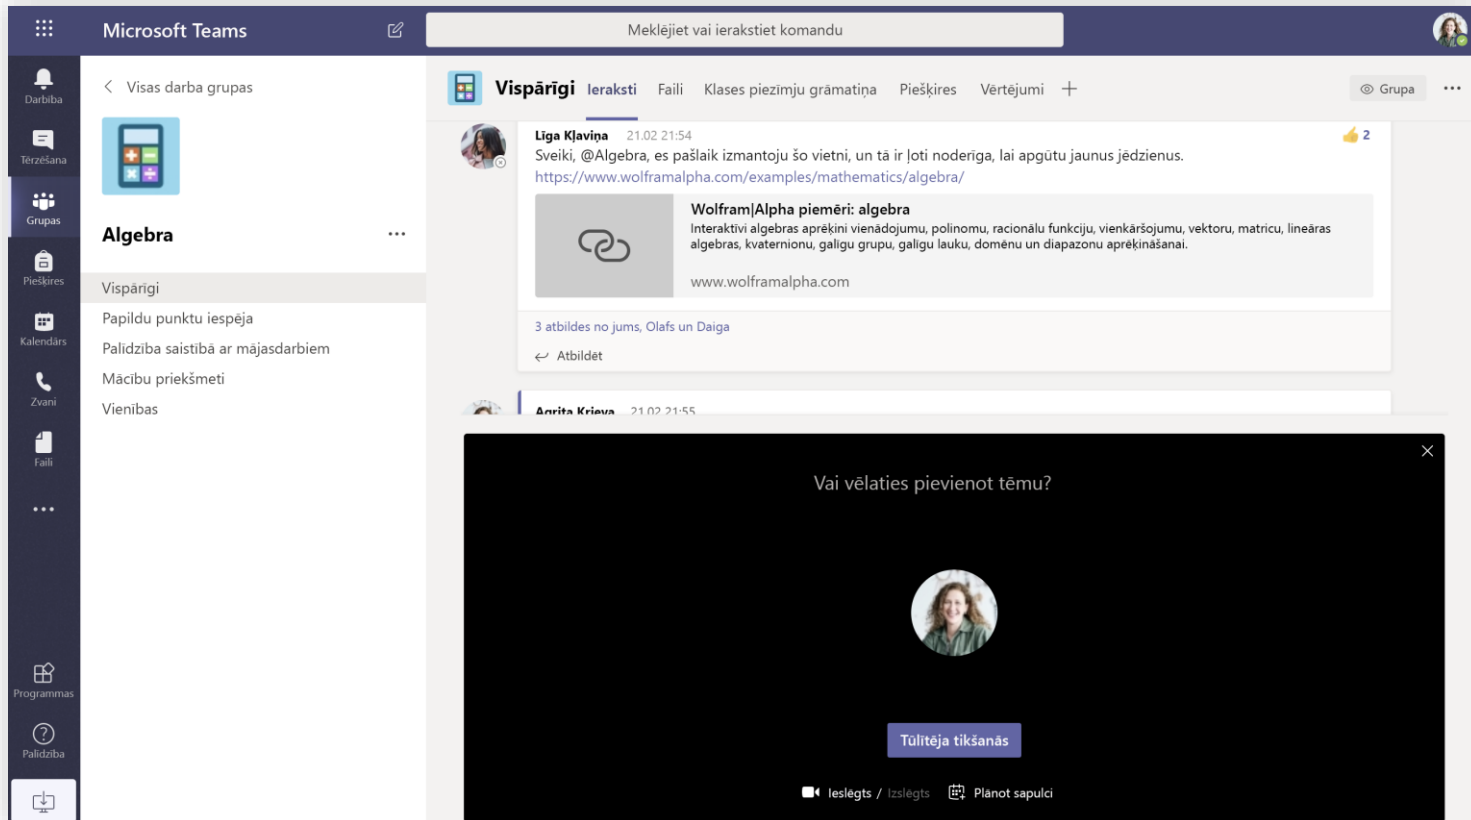 Microsoft Teams
Meklējiet vai ierakstiet komandu
Darbība
Tērzēšana
Grupas
Piešķires
Kalendārs
Zvani
Faili
Programmas
Palīdzība
Visas darba grupas
Algebra
Vispārīgi
Papildu punktu iespēja
Palīdzība saistībā ar mājasdarbiem
Mācību priekšmeti
Vienības
Vispārīgi Ieraksti Faili Klases piezīmju grāmatiņa Piešķires Vērtējumi
Grupa
Līga Kļaviņa 21.02 21:54
2
Sveiki, @Algebra, es pašlaik izmantoju šo vietni, un tā ir ļoti noderīga, lai apgūtu jaunus jēdzienus.
https://www.wolframalpha.com/examples/mathematics/algebra/
Wolfram|Alpha piemēri: algebra
Interaktīvi algebras aprēķini vienādojumu, polinomu, racionālu funkciju, vienkāršojumu, vektoru, matricu, lineāras
algebras, kvaternionu, galīgu grupu, galīgu lauku, domēnu un diapazonu aprēķināšanai.
www.wolframalpha.com
3 atbildes no jums, Olafs un Daiga
Atbildēt
Agrita Krieva 21.02 21:55
Vai vēlaties pievienot tēmu?
Tūlītēja tikšanās
Ieslēgts / Izslēgts Plānot sapulci